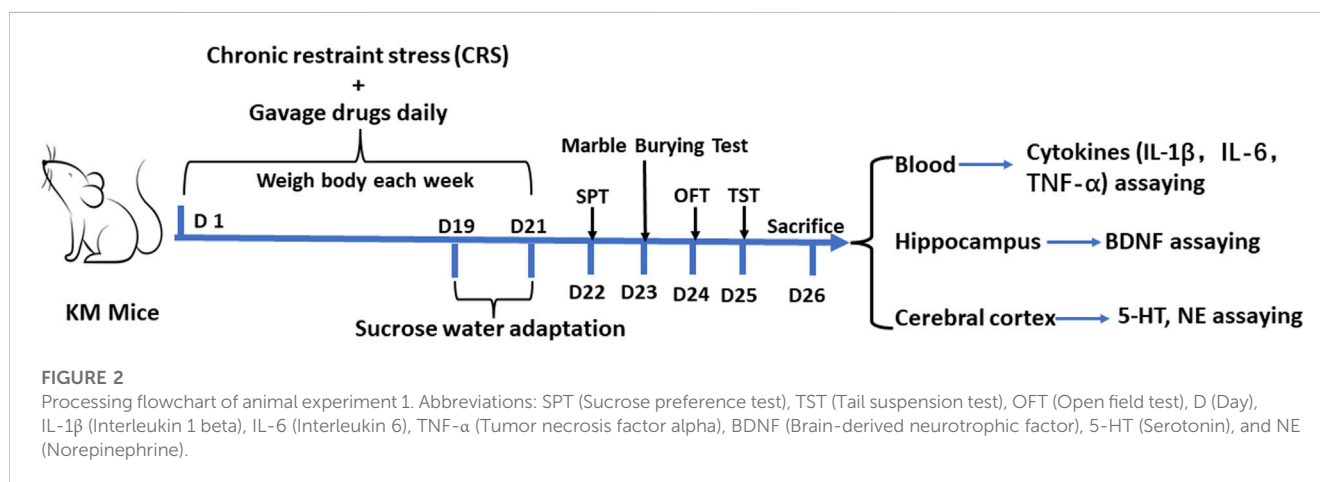 Chronic restraint stress (CRS)
+
Gavage drugs daily
Weigh body each week
D 1
D19
D21
Sucrose water adaptation
KM Mice
Marble Burying Test
SPT
OFT
TST
Sacrifice
D22
D23
D24
D25
D26
Blood
Cytokines (IL-1β, IL-6,
TNF-α) assaying
Hippocampus
BDNF assaying
Cerebral cortex
5-HT, NE assaying
FIGURE 2
Processing flowchart of animal experiment 1. Abbreviations: SPT (Sucrose preference test), TST (Tail suspension test), OFT (Open field test), D (Day),
IL-1β (Interleukin 1 beta), IL-6 (Interleukin 6), TNF-α (Tumor necrosis factor alpha), BDNF (Brain-derived neurotrophic factor), 5-HT (Serotonin), and NE
(Norepinephrine).